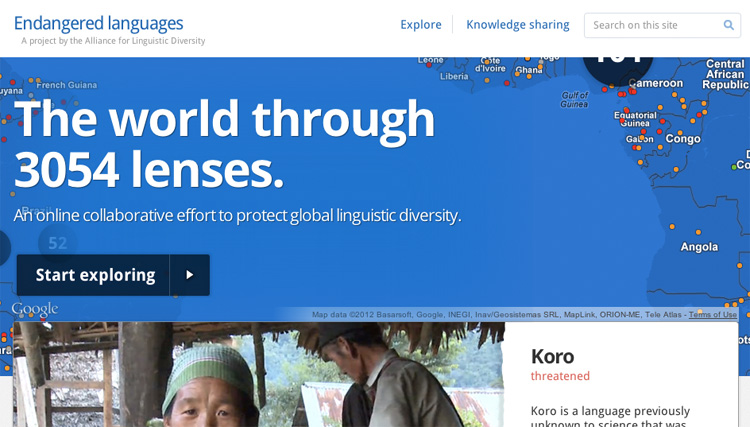 Endangered languages
A project by the Alliance for Linguistic Diversity
Explore
Knowledge sharing
Search on this site
Leone
Liberia
Côte
d'Ivoire
Ghana
French Guiana
Gulf of
Guinea
Cameroon
Central
African
Republic
Equatorial
Guinea
Gabon
Congo
Angola
The world through
3054 lenses.
An online collaborative effort to protect global linguistic diversity.
Brazil
52
Start exploring
Google
Map data ©2012 Basarsoft, Google, INEGI, Inav/Geosistemas SRL, MapLink, ORION-ME, Tele Atlas - Terms of Use
Koro
threatened
Koro is a language previously
unknown to science that was